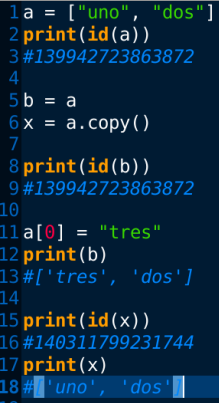 1 a = ["uno", "dos"]
2 print(id(a))
3 #139942723863872
4
5 b = a
6 x = a.copy()
7
8 print(id(b))
9 #139942723863872
10
11 a[0] = "tres"
12 print(b)
13 #['tres', 'dos']
14
15 print(id(x))
16 #140311799231744
17 print(x)
18 #['uno', 'dos']